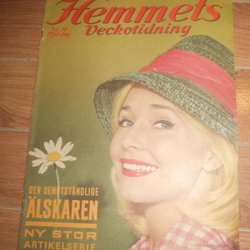 Hemmets
Veckotidning
DEN OEMOTSTÅNDLIGE
ÄLSKAREN
NY STOR
ARTIKELSERIE